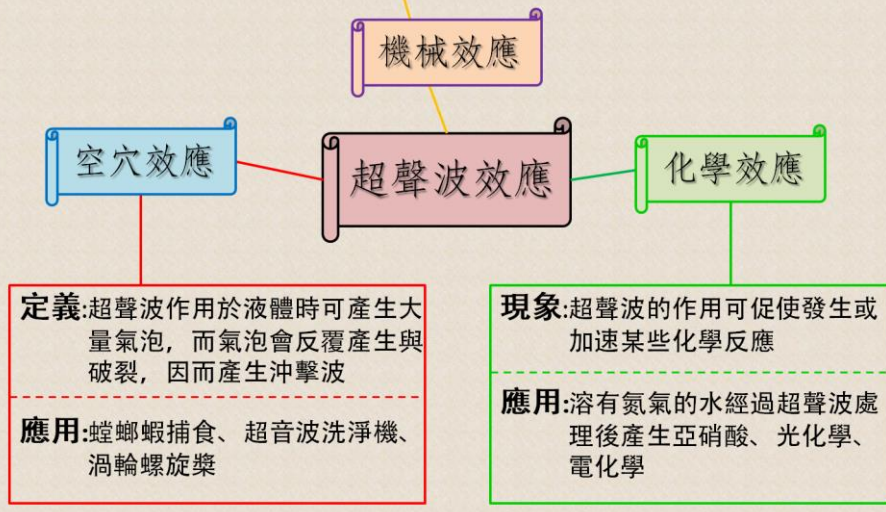 機械效應
空穴效應
超聲波效應
化學效應
定義:超聲波作用於液體時可產生大
量氣泡，而氣泡會反覆產生與
破裂，因而產生沖擊波
應用:螳螂蝦捕食、超音波洗淨機、
渦輪螺旋槳
現象:超聲波的作用可促使發生或
加速某些化學反應
應用:溶有氮氣的水經過超聲波處
理後產生亞硝酸、光化學、
電化學